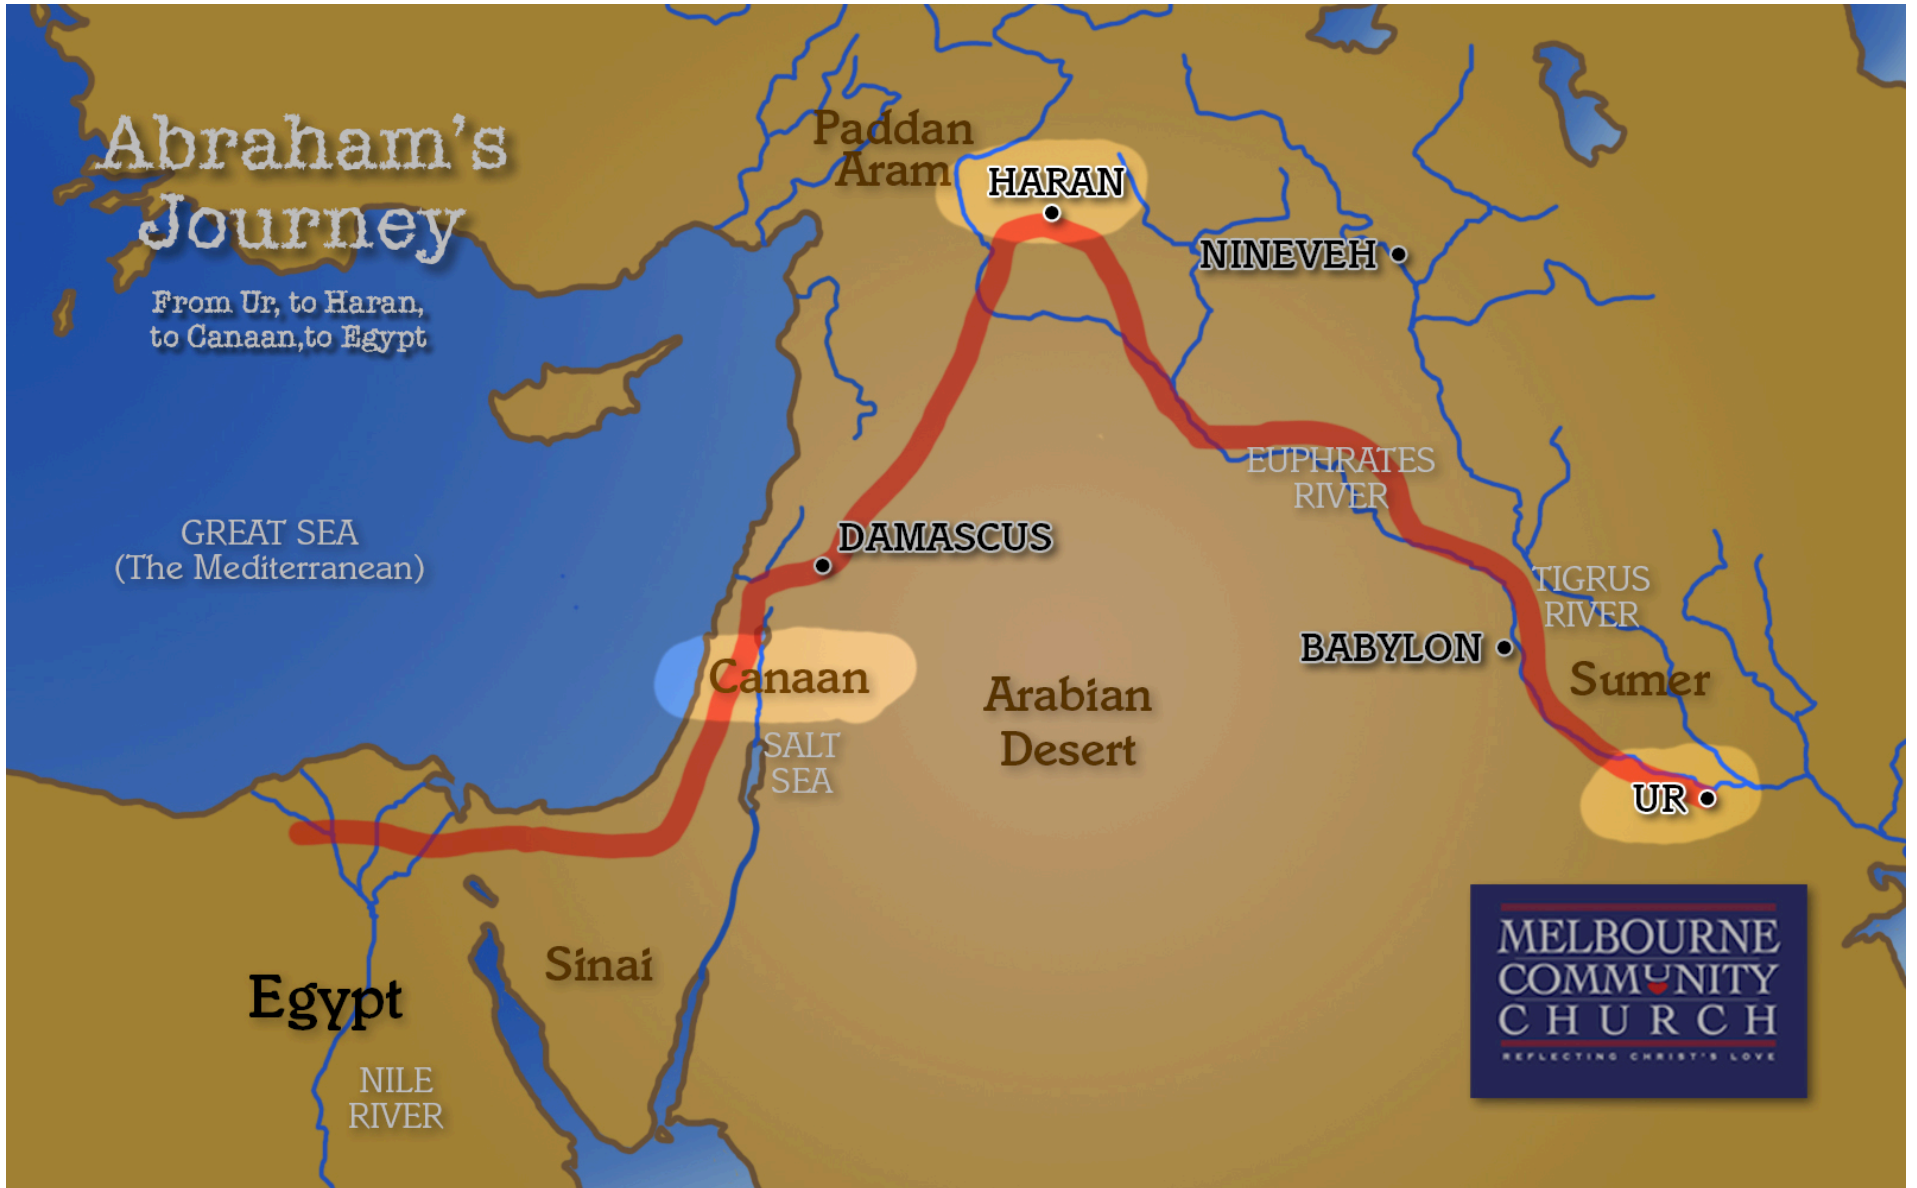 Abraham's
Journey
From Ur, to Haran,
to Canaan,to Egypt
Paddan
Aram
HARAN
NINEVEH
EUPHRATES
RIVER
GREAT SEA
(The Mediterranean)
DAMASCUS
TIGRUS
RIVER
BABYLON
Sumer
Canaan
Arabian
Desert
SALT
SEA
UR
Sinai
Egypt
NILE
RIVER
MELBOURNE
COMMUNITY
CHURCH
REFLECTING CHRIST'S LOVE